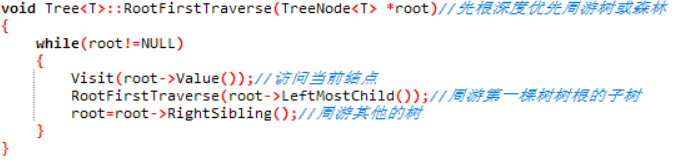 void Tree<T>::RootFirstTraverse(TreeNode<T> *root)//先根深度优先周游树或森林
{
    while(root!=NULL)
    {
        Visit(root->Value());//访问当前结点
        RootFirstTraverse(root->LeftMostChild());//周游第一棵树树根的子树
        root=root->RightSibling();//周游其他的树
    }
}